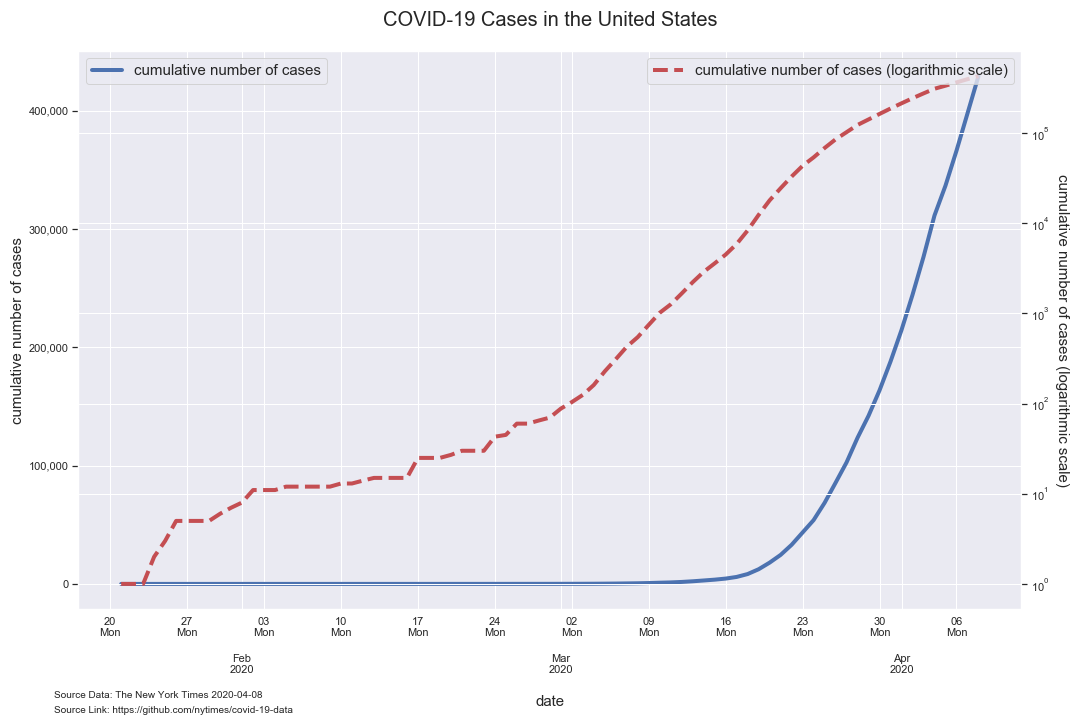 COVID-19 Cases in the United States
cumulative number of cases
cumulative number of cases (logarithmic scale)
cumulative number of cases
400,000
300,000
200,000
100,000
0
10⁵
10⁴
10³
10²
10¹
10⁰
cumulative number of cases (logarithmic scale)
20 27 03 10 17 24 02 09 16 23 30 06
Mon Mon Mon Mon Mon Mon Mon Mon Mon Mon Mon Mon
Feb Mar Apr
2020 2020 2020
date
Source Data: The New York Times 2020-04-08
Source Link: https://github.com/nytimes/covid-19-data